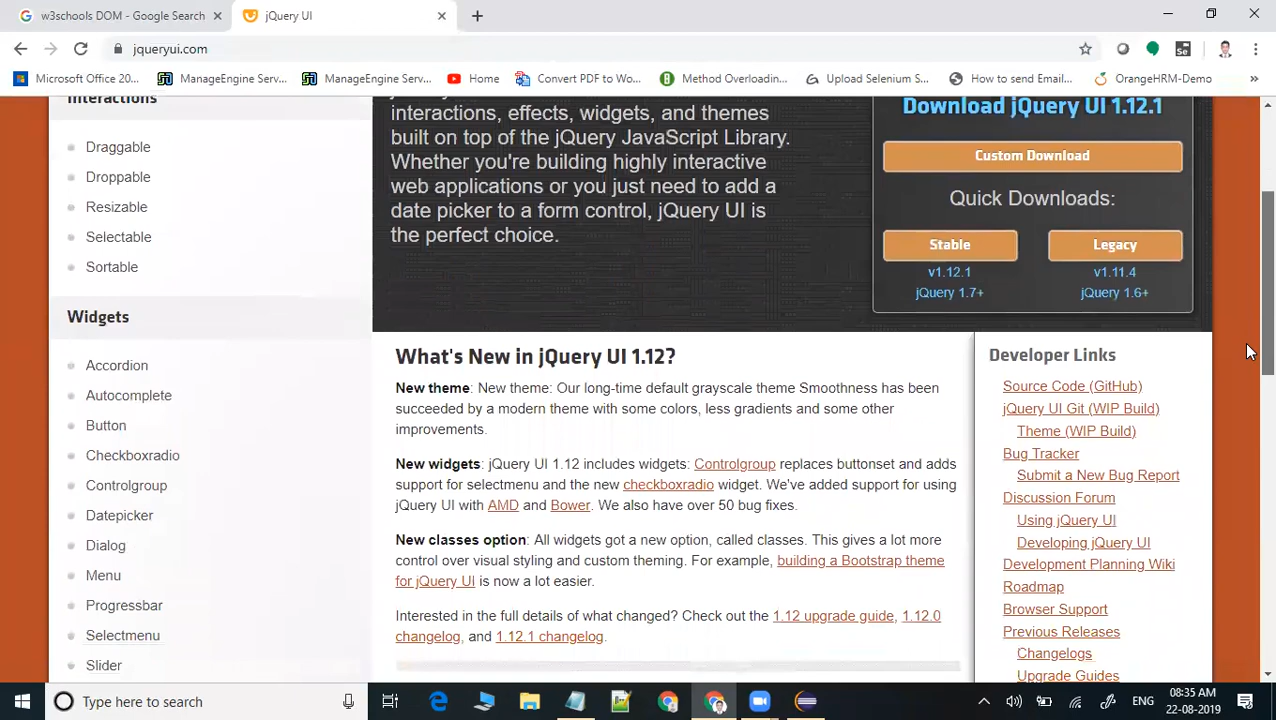 w3schools DOM - Google Search
jQuery UI
jqueryui.com
Microsoft Office 20...
ManageEngine Serv...
ManageEngine Serv...
Home
Convert PDF to Wo...
Method Overloadin...
Upload Selenium S...
How to send Email...
OrangeHRM-Demo
Interactions
Draggable
Droppable
Resizable
Selectable
Sortable
Widgets
Accordion
Autocomplete
Button
Checkboxradio
Controlgroup
Datepicker
Dialog
Menu
Progressbar
Selectmenu
Slider
interactions, effects, widgets, and themes
built on top of the jQuery JavaScript Library.
Whether you're building highly interactive
web applications or you just need to add a
date picker to a form control, jQuery UI is
the perfect choice.
Download jQuery UI 1.12.1
Custom Download
Quick Downloads:
Stable
Legacy
v1.12.1
v1.11.4
jQuery 1.7+
jQuery 1.6+
What's New in jQuery UI 1.12?
New theme: New theme: Our long-time default grayscale theme Smoothness has been
succeeded by a modern theme with some colors, less gradients and some other
improvements.
New widgets: jQuery UI 1.12 includes widgets: Controlgroup replaces buttonset and adds
support for selectmenu and the new checkboxradio widget. We've added support for using
jQuery UI with AMD and Bower. We also have over 50 bug fixes.
New classes option: All widgets got a new option, called classes. This gives a lot more
control over visual styling and custom theming. For example, building a Bootstrap theme
for jQuery UI is now a lot easier.
Interested in the full details of what changed? Check out the 1.12 upgrade guide, 1.12.0
changelog, and 1.12.1 changelog.
Developer Links
Source Code (GitHub)
jQuery UI Git (WIP Build)
Theme (WIP Build)
Bug Tracker
Submit a New Bug Report
Discussion Forum
Using jQuery UI
Developing jQuery UI
Development Planning Wiki
Roadmap
Browser Support
Previous Releases
Changelogs
Upgrade Guides
Type here to search
ENG
08:35 AM
22-08-2019